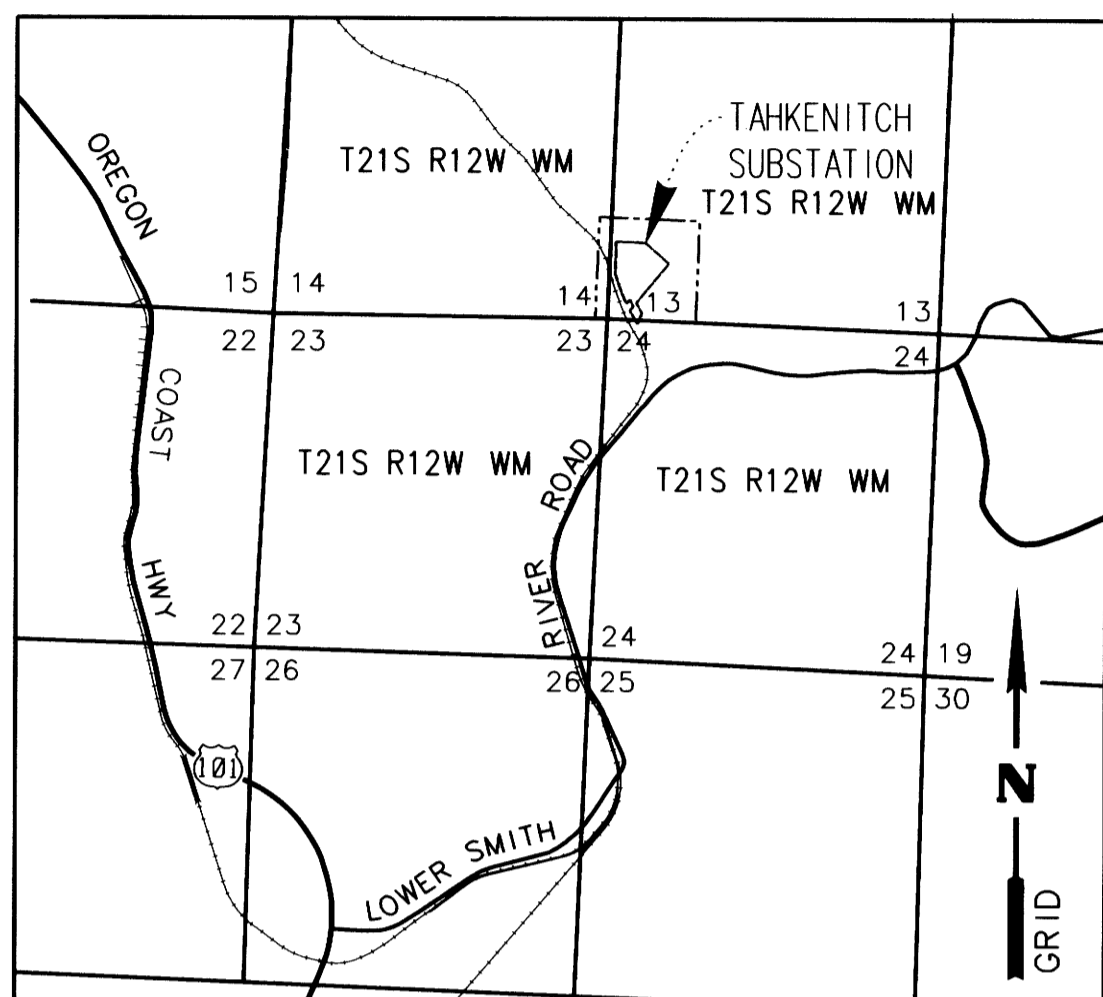 OREGON
COAST
HWY
101
T21S R12W WM
TAHKENITCH
SUBSTATION
T21S R12W WM
15 14
22 23
14 13
23 24
13
24
T21S R12W WM
T21S R12W WM
LOWER SMITH
RIVER
ROAD
22 23
27 26
24
26 25
24 19
25 30
N
GRID